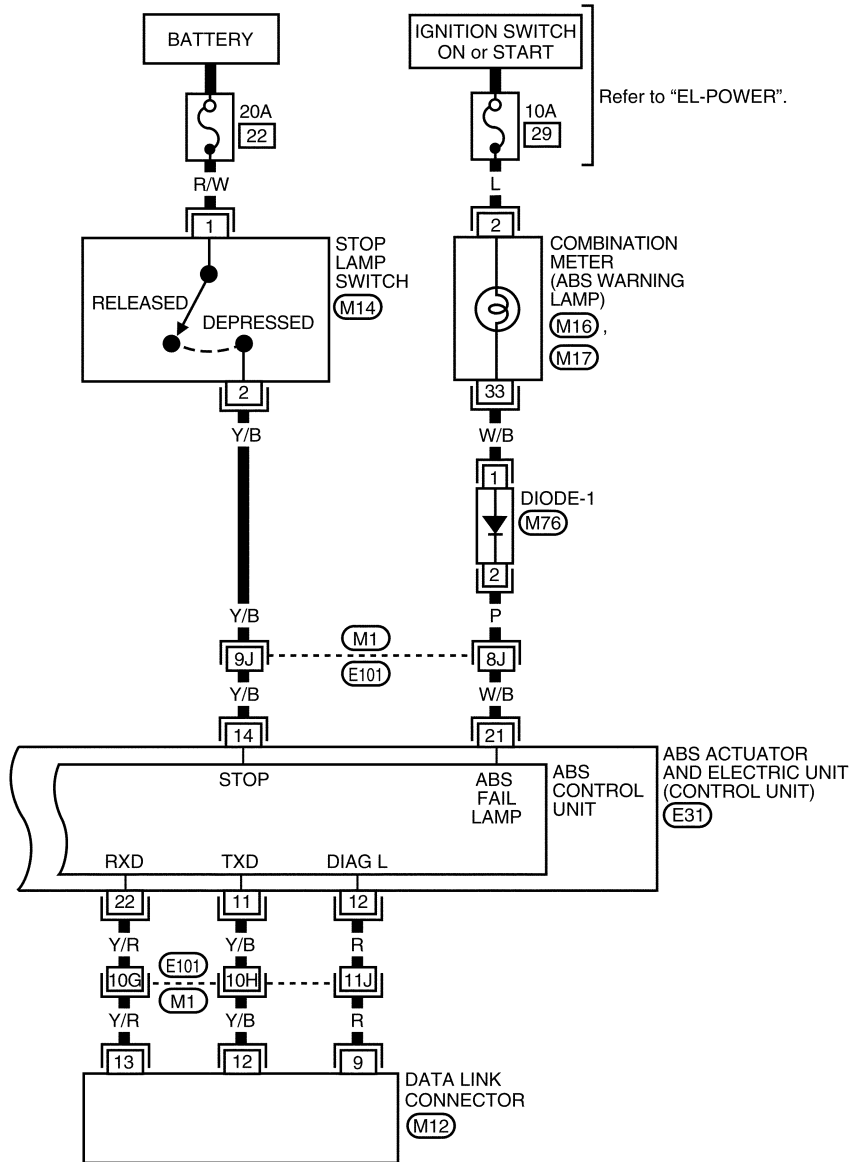 BATTERY
IGNITION SWITCH
ON or START
Refer to “EL-POWER”.
20A
22
10A
29
R/W
L
1
2
STOP
LAMP
SWITCH
M14
RELEASED
DEPRESSED
COMBINATION
METER
(ABS WARNING
LAMP)
M16 ,
M17
2
33
Y/B
W/B
1
DIODE-1
M76
2
Y/B
P
9J
M1
E101
8J
Y/B
W/B
14
21
STOP
ABS
FAIL
LAMP
ABS
CONTROL
UNIT
ABS ACTUATOR
AND ELECTRIC UNIT
(CONTROL UNIT)
E31
RXD
TXD
DIAG L
22
11
12
Y/R
Y/B
R
10G
E101
M1
10H
11J
Y/R
Y/B
R
13
12
9
DATA LINK
CONNECTOR
M12